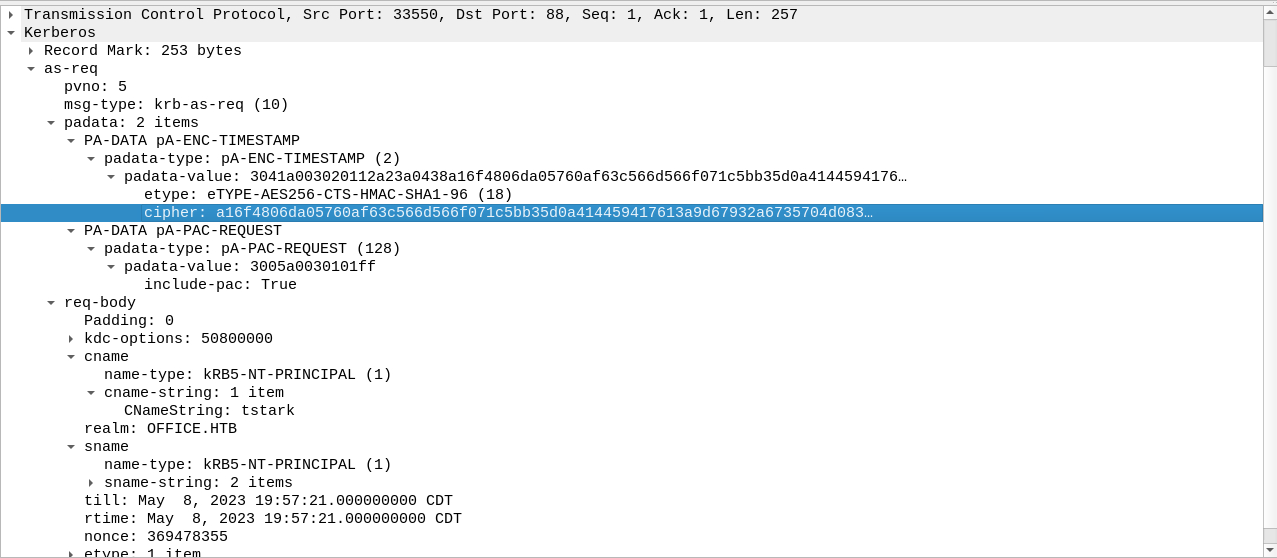 Transmission Control Protocol, Src Port: 33550, Dst Port: 88, Seq: 1, Ack: 1, Len: 257
Kerberos
Record Mark: 253 bytes
as-req
pvno: 5
msg-type: krb-as-req (10)
padata: 2 items
PA-DATA pA-ENC-TIMESTAMP
padata-type: pA-ENC-TIMESTAMP (2)
padata-value: 3041a003020112a23a0438a16f4806da05760af63c566d566f071c5bb35d0a4144594176…
etype: eTYPE-AES256-CTS-HMAC-SHA1-96 (18)
cipher: a16f4806da05760af63c566d566f071c5bb35d0a414459417613a9d67932a6735704d083…
PA-DATA pA-PAC-REQUEST
padata-type: pA-PAC-REQUEST (128)
padata-value: 3005a0030101ff
include-pac: True
req-body
Padding: 0
kdc-options: 50800000
cname
name-type: kRB5-NT-PRINCIPAL (1)
cname-string: 1 item
CNameString: tstark
realm: OFFICE.HTB
sname
name-type: kRB5-NT-PRINCIPAL (1)
sname-string: 2 items
till: May  8, 2023 19:57:21.000000000 CDT
rtime: May  8, 2023 19:57:21.000000000 CDT
nonce: 369478355
etype: 1 item